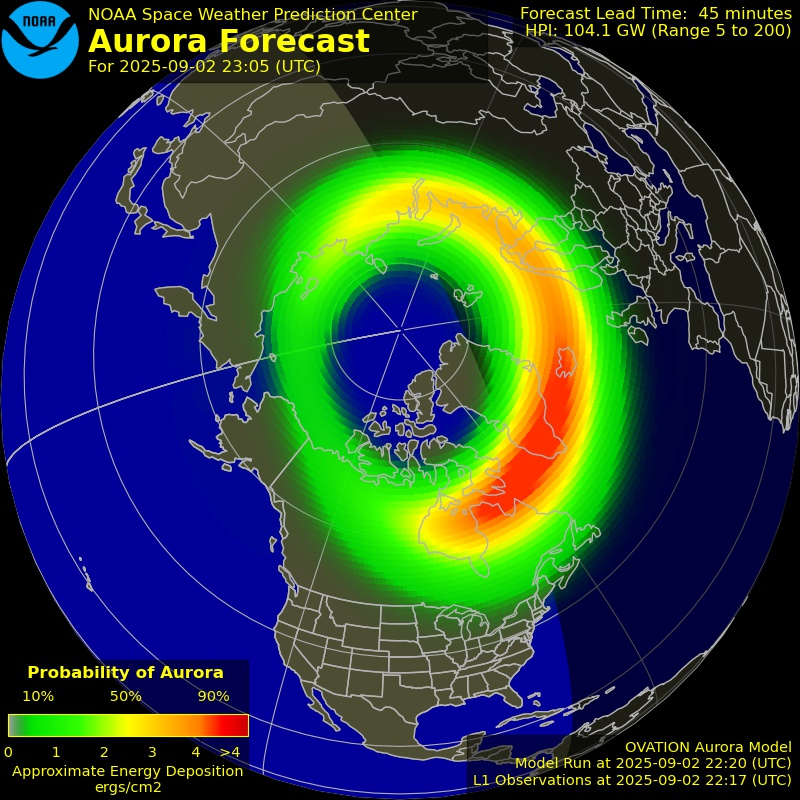 NOAA
NOAA Space Weather Prediction Center
Aurora Forecast
For 2025-09-02 23:05 (UTC)
Forecast Lead Time: 45 minutes
HPI: 104.1 GW (Range 5 to 200)
Probability of Aurora
10% 50% 90%
0 1 2 3 4 >4
Approximate Energy Deposition
ergs/cm2
OVATION Aurora Model
Model Run at 2025-09-02 22:20 (UTC)
L1 Observations at 2025-09-02 22:17 (UTC)